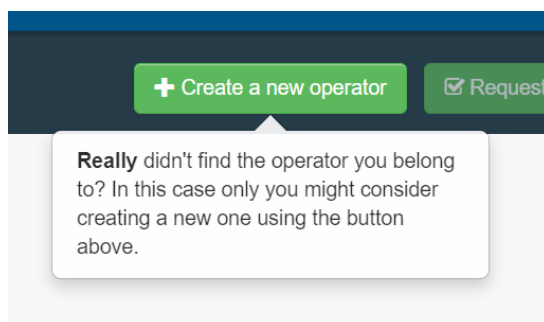 Create a new operator
Request
Really didn't find the operator you belong
to? In this case only you might consider
creating a new one using the button
above.